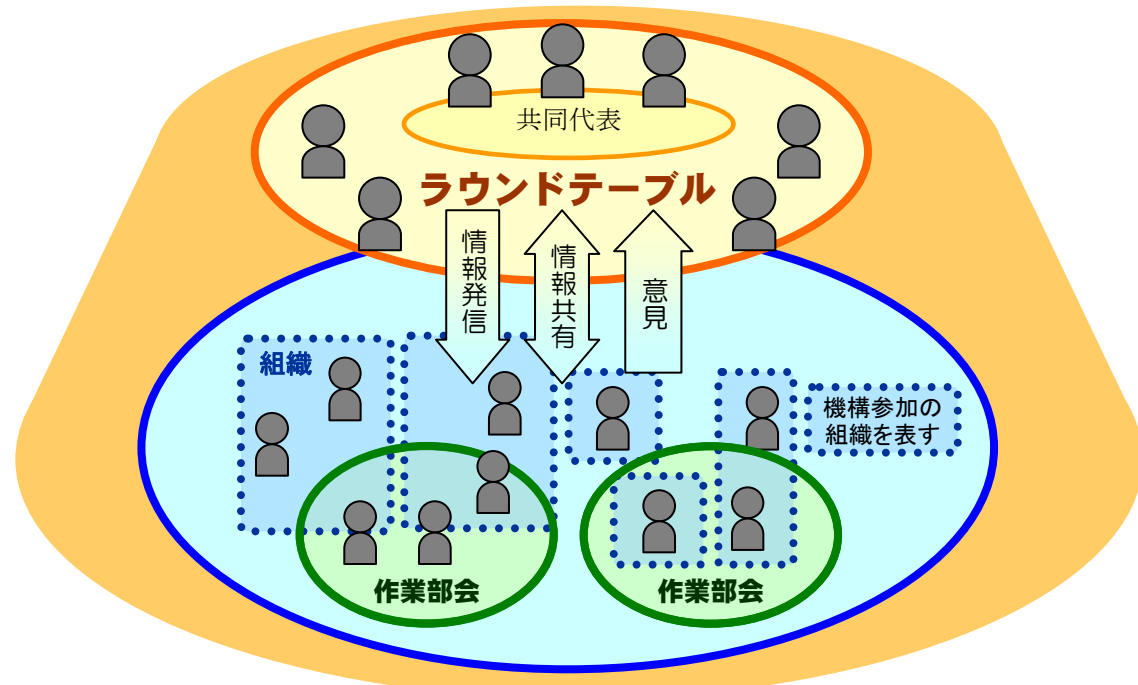 共同代表
ラウンドテーブル
情報発信
情報共有
意見
組織
機構参加の
組織を表す
作業部会
作業部会